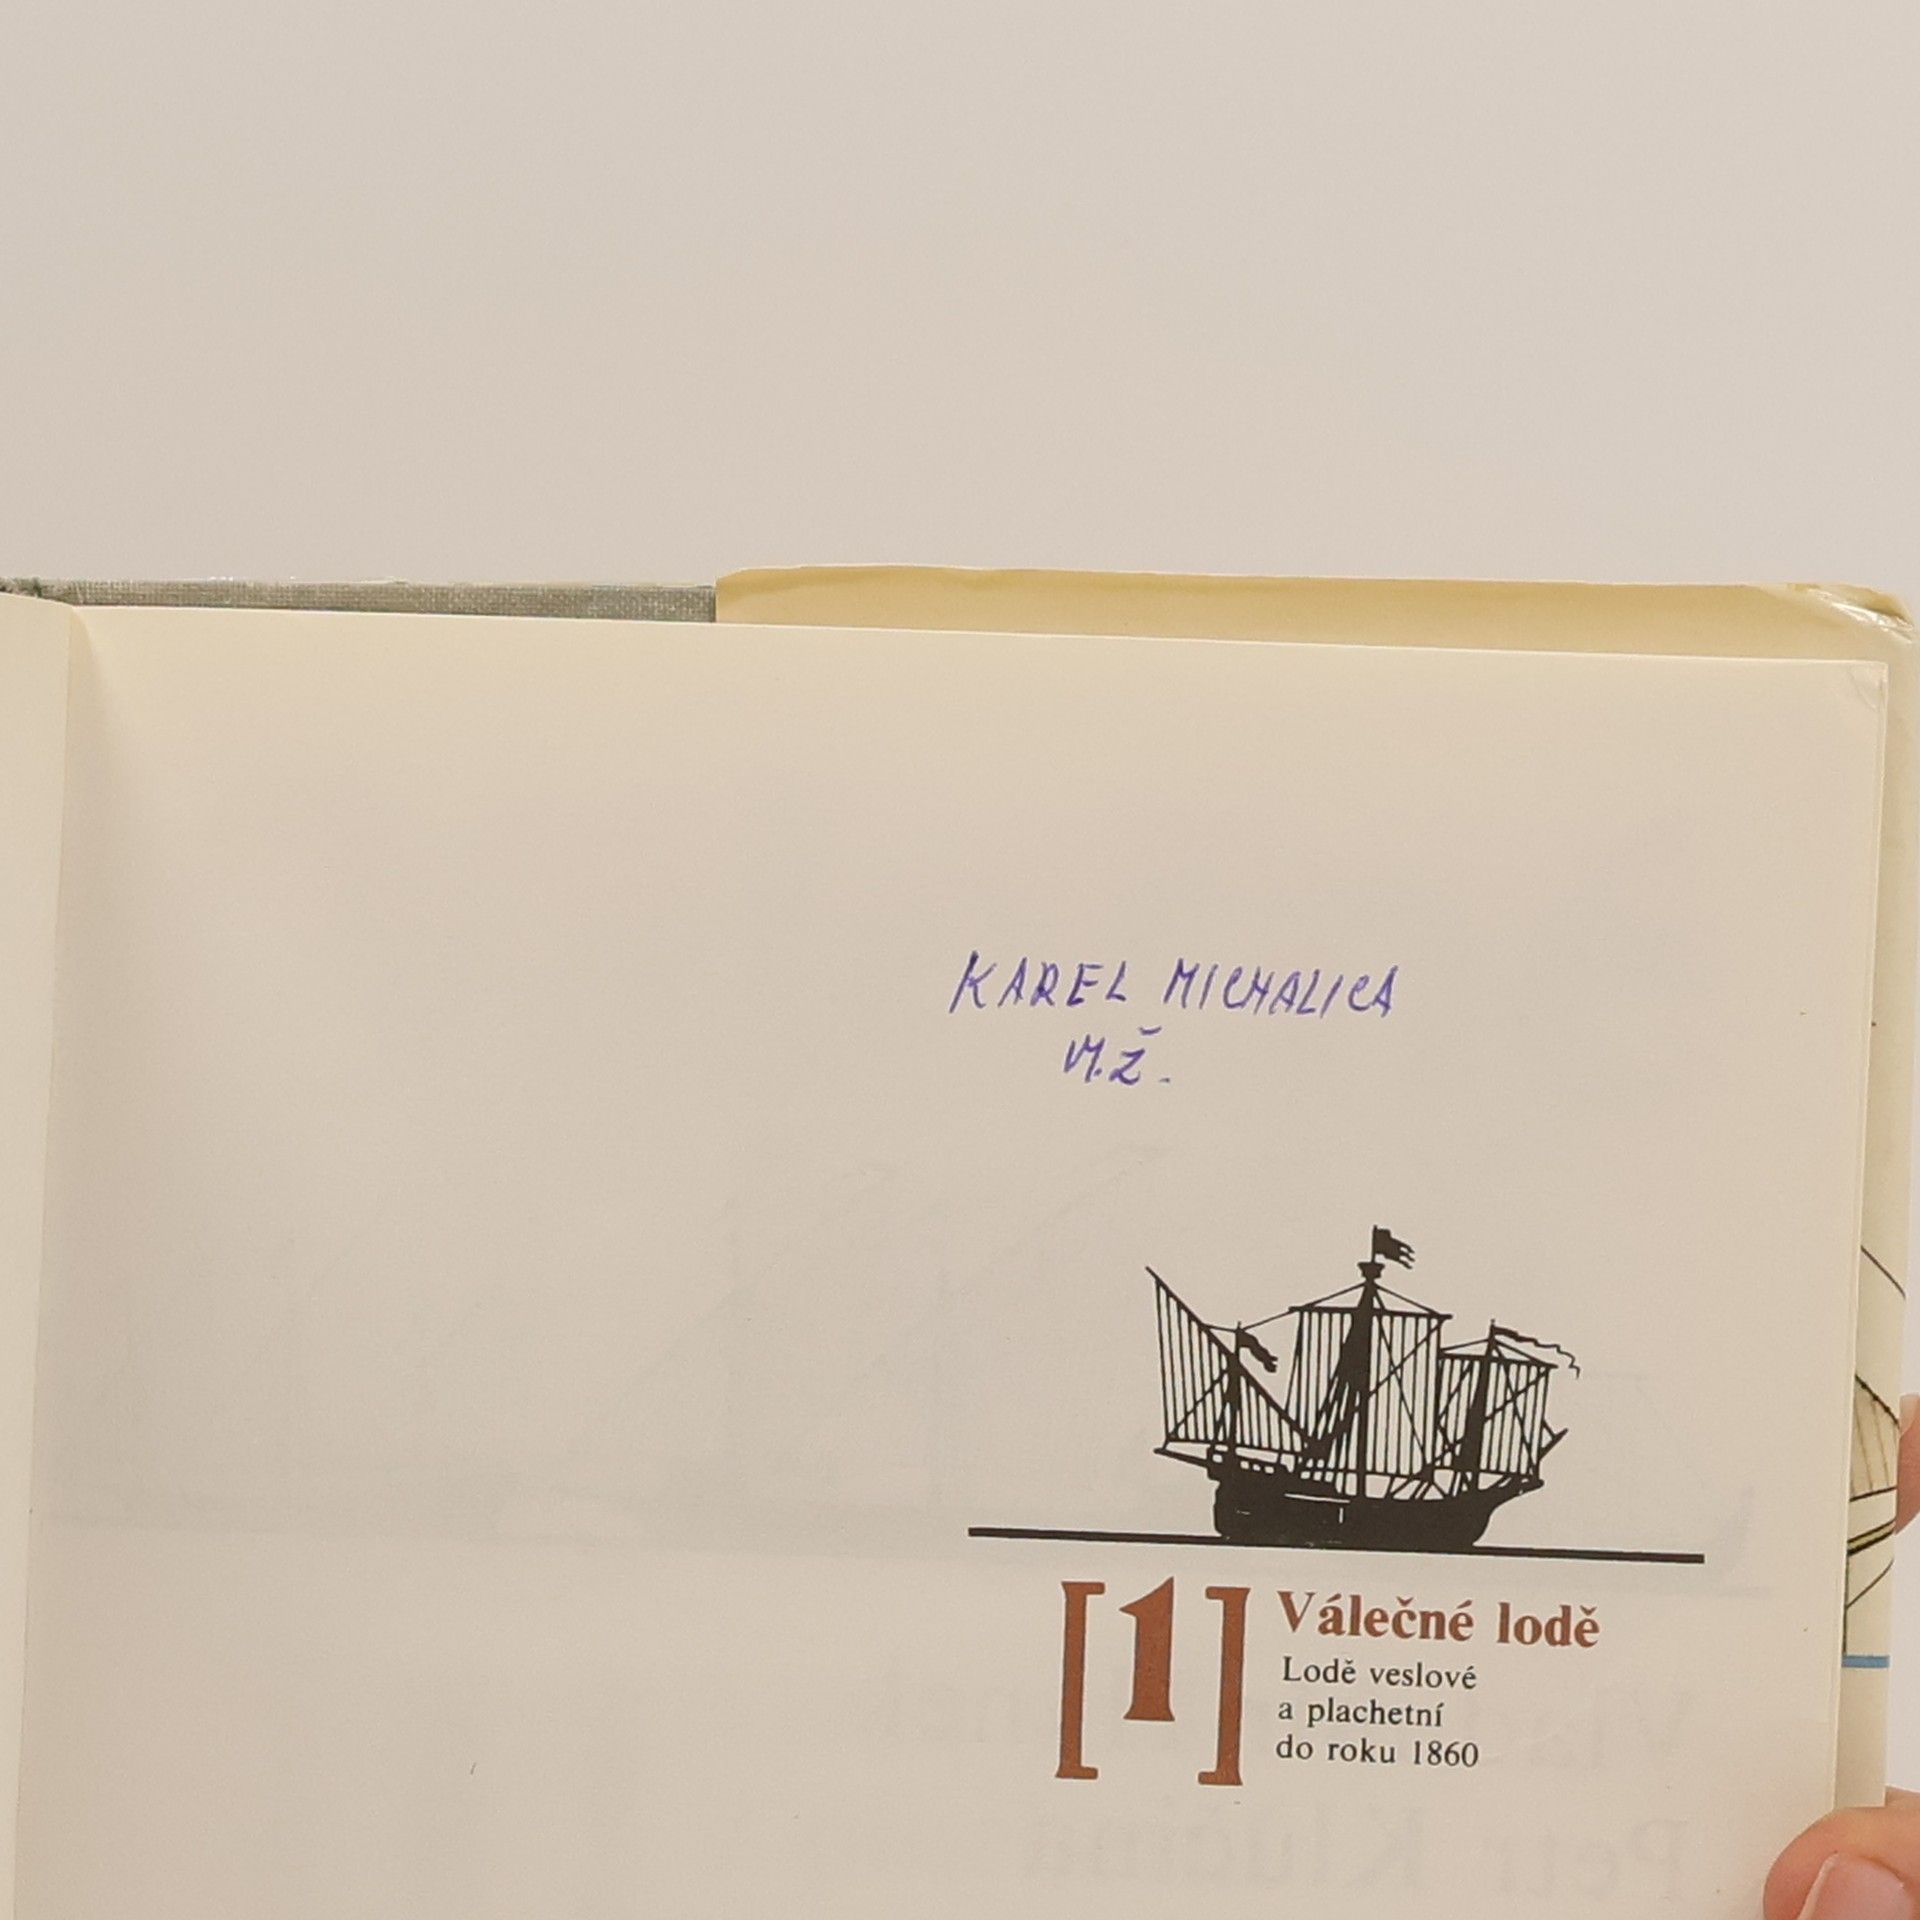 KAREL MICHALICA
M.Ž.
[1]
Válečné lodě
Lodě veslové
a plachetní
do roku 1860